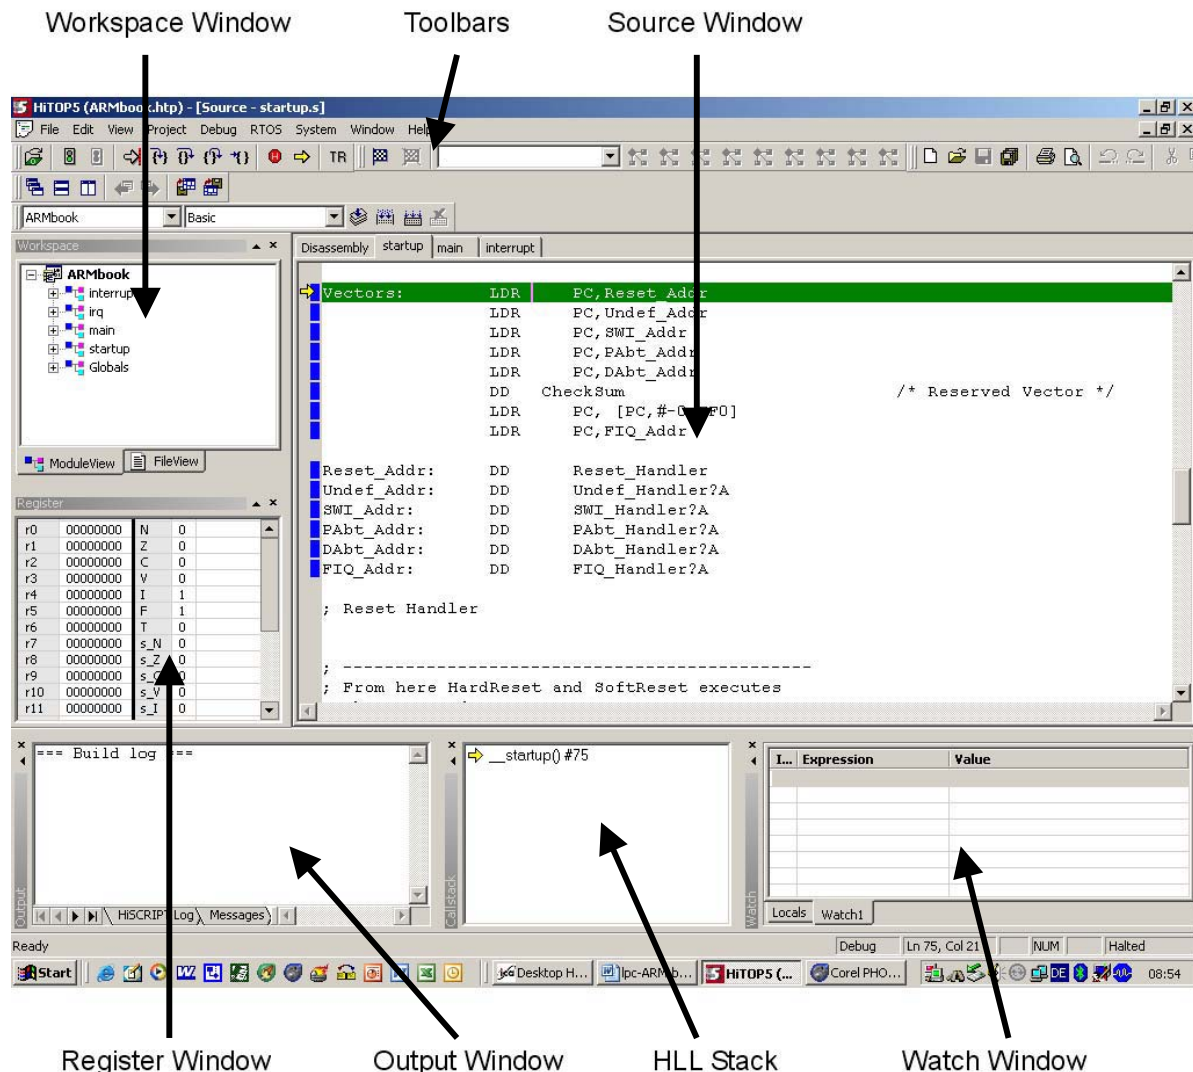 Workspace Window Toolbars Source Window
HiTOP5 (ARMbook.htp) - [Source - startup.s]
File Edit View Project Debug RTOS System Window Help
TR
ARMbook Basic
Workspace
Disassembly startup main interrupt
ARMbook
interrup
irq
main
startup
Globals
ModuleView FileView
Vectors: LDR PC,Reset_Addr
LDR PC,Undef_Addr
LDR PC,SWI_Addr
LDR PC,PAbt_Addr
LDR PC,DAbt_Addr
DD CheckSum /* Reserved Vector */
LDR PC, [PC,#-0 F0]
LDR PC,FIQ_Addr
Reset_Addr: DD Reset_Handler
Undef_Addr: DD Undef_Handler?A
SWI_Addr: DD SWI_Handler?A
PAbt_Addr: DD PAbt_Handler?A
DAbt_Addr: DD DAbt_Handler?A
FIQ_Addr: DD FIQ_Handler?A
; Reset Handler
; ---------------------------------------------
; From here HardReset and SoftReset executes
Register
r0 00000000 N 0
r1 00000000 Z 0
r2 00000000 C 0
r3 00000000 V 0
r4 00000000 I 1
r5 00000000 F 1
r6 00000000 T 0
r7 00000000 s_N 0
r8 00000000 s_Z 0
r9 00000000
r10 00000000 s_V 0
r11 00000000 s_I 0
=== Build log ===
Output
HiSCRIPT Log Messages
__startup() #75
Callstack
I... Expression Value
Watch
Locals Watch1
Ready Debug Ln 75, Col 21 NUM Halted
Start Desktop H... lpc-ARM b... HiTOP5 (... Corel PHO... DE 08:54
Register Window Output Window HLL Stack Watch Window